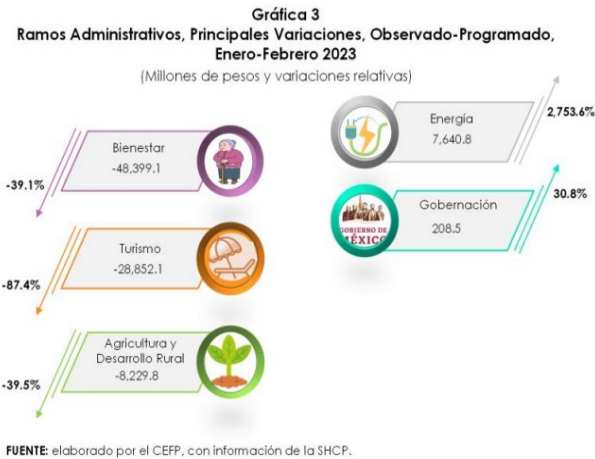 Gráfica 3
Ramos Administrativos, Principales Variaciones, Observado-Programado,
Enero-Febrero 2023
(Millones de pesos y variaciones relativas)
Bienestar
-48,399.1
-39.1%
Turismo
-28,852.1
-87.4%
Agricultura y
Desarrollo Rural
-8,229.8
-39.5%
Energía
7,640.8
2,753.6%
Gobernación
208.5
30.8%
GOBIERNO DE
MÉXICO
FUENTE: elaborado por el CEFP, con información de la SHCP.